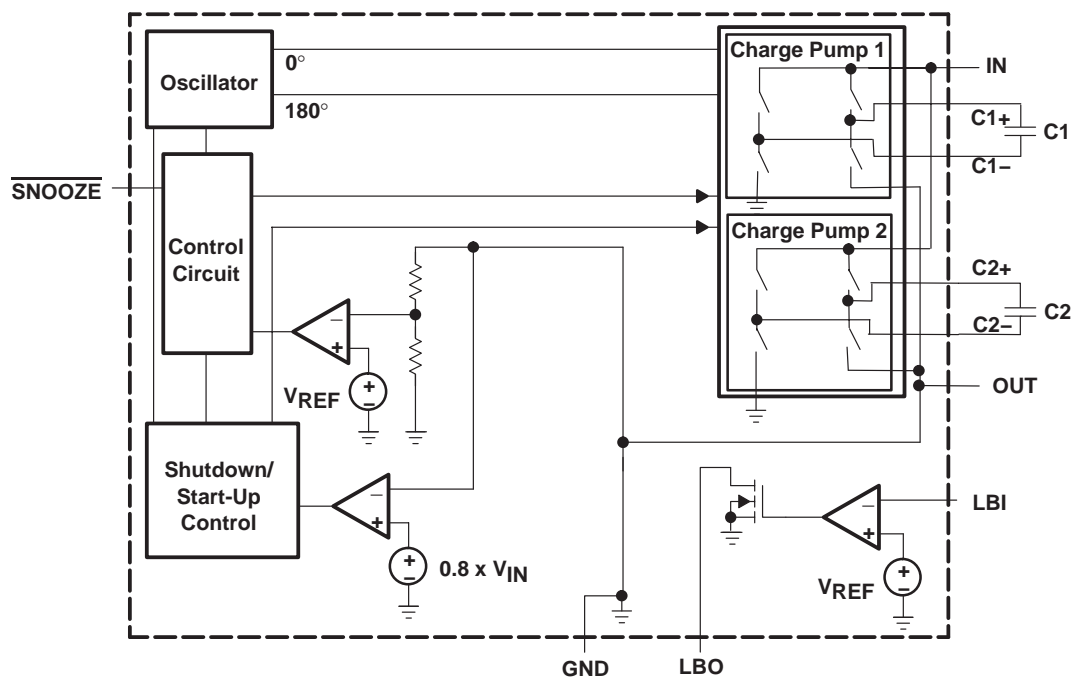 Oscillator
0°
180°
Charge Pump 1
IN
C1+
C1
C1–
SNOOZE
Control
Circuit
Charge Pump 2
C2+
C2
C2–
–
+
+
–
VREF
OUT
Shutdown/
Start-Up
Control
–
+
+
–
0.8 x VIN
–
+
LBI
+
–
VREF
GND
LBO